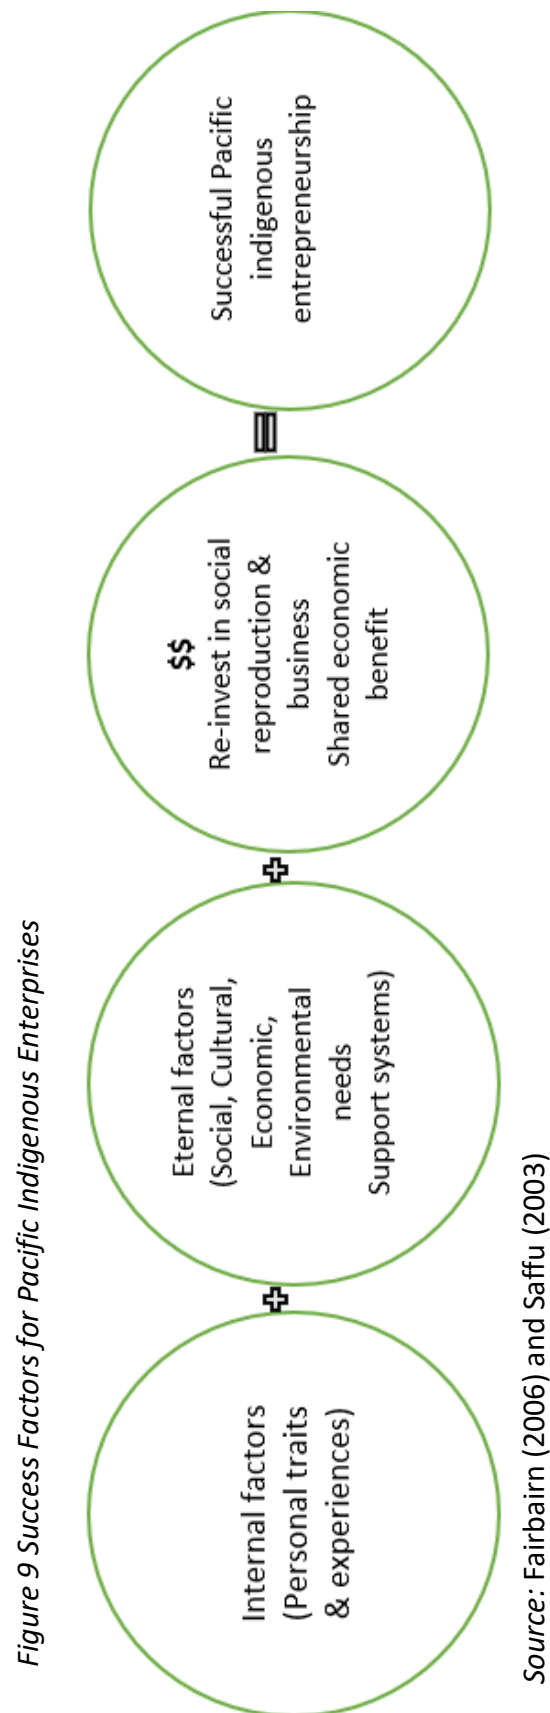 Figure 9 Success Factors for Pacific Indigenous Enterprises
Internal factors
(Personal traits
& experiences)
+
Eternal factors
(Social, Cultural,
Economic,
Environmental
needs
Support systems)
+
$$
Re-invest in social
reproduction &
business
Shared economic
benefit
=
Successful Pacific
indigenous
entrepreneurship
Source: Fairbairn (2006) and Saffu (2003)